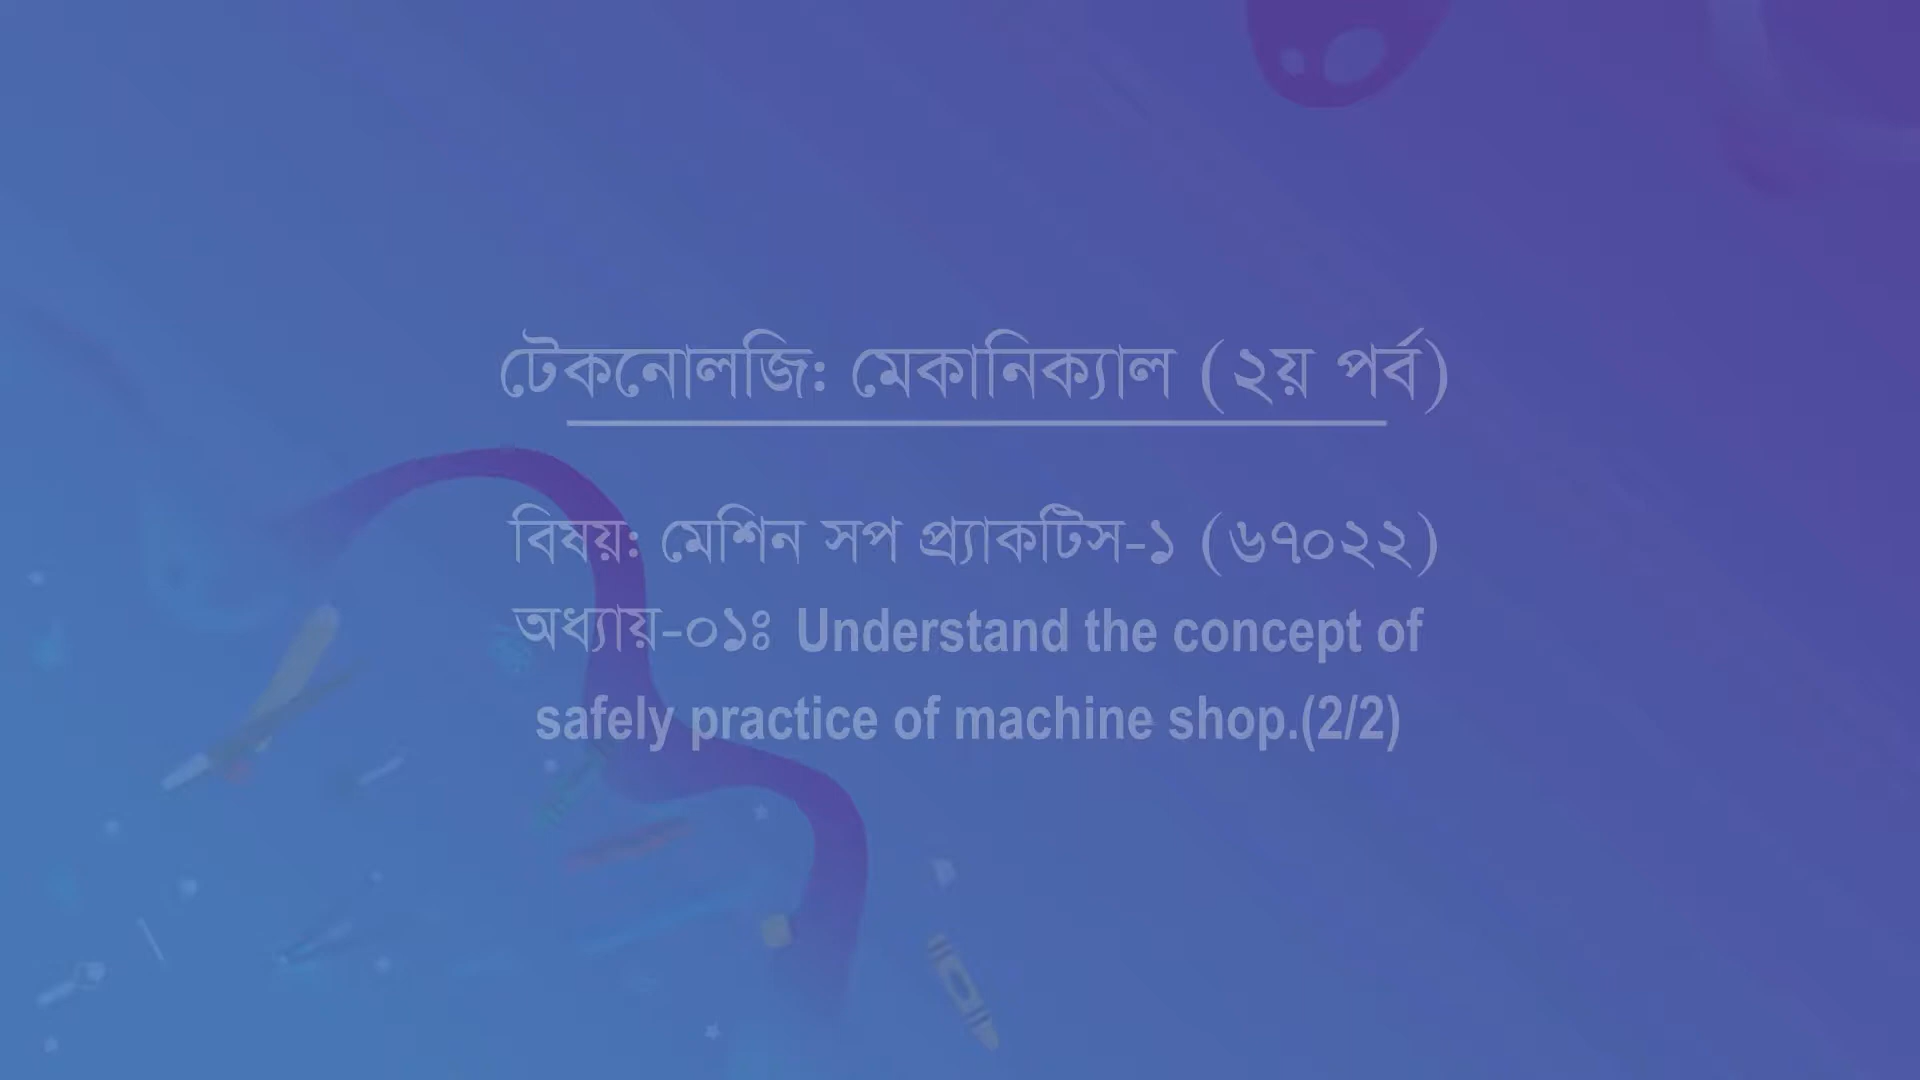 টেকনোলজি: মেকানিক্যাল (২য় পর্ব)
বিষয়: মেশিন সপ প্র্যাকটিস-১ (৬৭০২২)
অধ্যায়-০১ঃ Understand the concept of
safely practice of machine shop.(2/2)